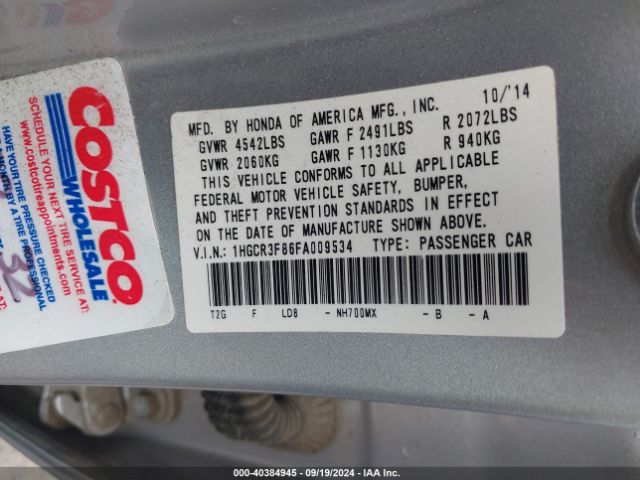 MFD. BY HONDA OF AMERICA MFG., INC. 10/'14
GVWR 4542LBS GAWR F 2491LBS R 2072LBS
GVWR 2060KG GAWR F 1130KG R 940KG
THIS VEHICLE CONFORMS TO ALL APPLICABLE
FEDERAL MOTOR VEHICLE SAFETY, BUMPER,
AND THEFT PREVENTION STANDARDS IN EFFECT
ON THE DATE OF MANUFACTURE SHOWN ABOVE.
V.I.N.: 1HGCR3F86FA009534 TYPE: PASSENGER CAR
T2G F LD8 - NH700MX - B - A
COSTCO
WHOLESALE
SCHEDULE YOUR NEXT TIRE SERVICE AT:
www.costcotireappointments.com
HAVE YOUR TIRE PRESSURE CHECKED
BY A TIRE PROFESSIONAL
32
000-40384945 - 09/19/2024 - IAA Inc.